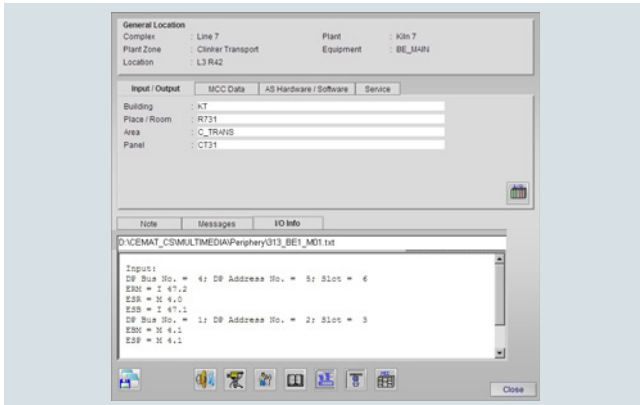 General Location
Complex : Line 7 Plant : Kiln 7
Plant Zone : Clinker Transport Equipment : BE_MAIN
Location : L3 R42
Input / Output MCC Data AS Hardware / Software Service
Building : KT
Place / Room : R731
Area : C_TRANS
Panel : CT31
Note Messages I/O Info
D:\CEMAT_CS\MULTIMEDIA\Periphery\313_BE1_M01.txt
Input:
DP Bus No. = 4; DP Address No. = 5; Slot = 6
ERM = I 47.2
ESR = M 4.0
ESB = I 47.1
DP Bus No. = 1; DP Address No. = 2; Slot = 3
EBM = M 4.1
ESP = M 4.1
Close